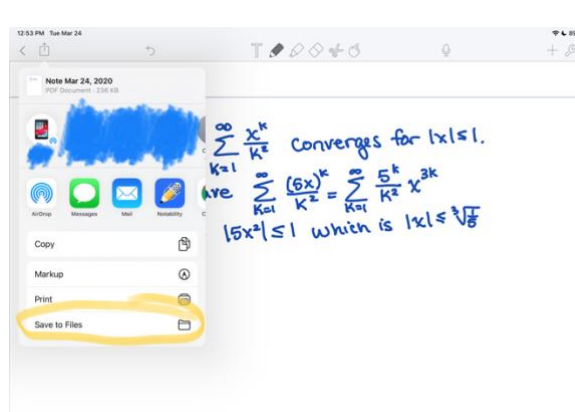 12:53 PM Tue Mar 24
Note Mar 24, 2020
PDF Document · 236 KB
AirDrop Messages Mail Notability
Copy
Markup
Print
Save to Files
∞ ∑ k=1 x^k/k² converges for |x|≤1.
∞ ∑ k=1 (5x)^k/k² = ∞ ∑ k=1 5^k/k² x^3k
|5x²|≤1 which is |x|≤ ³√1/5